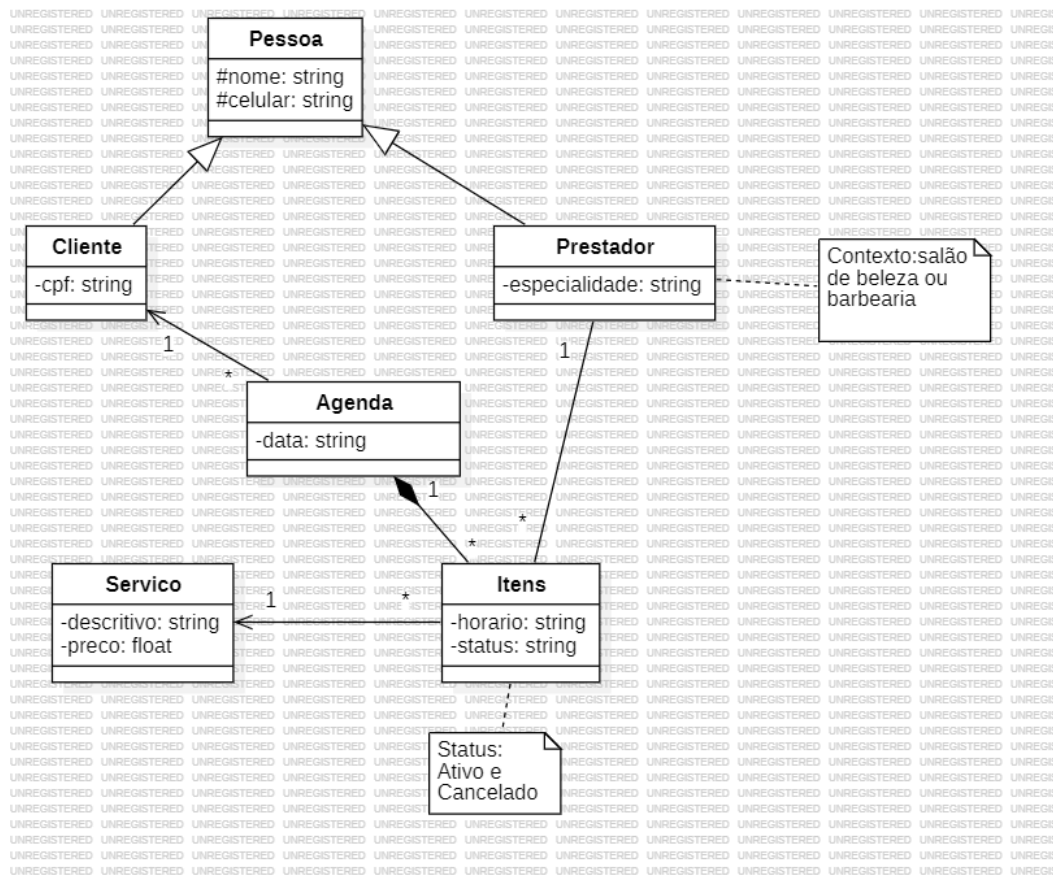 Pessoa
#nome: string
#celular: string
Cliente
-cpf: string
Prestador
-especialidade: string
Contexto:salão
de beleza ou
barbearia
1
*
1
Agenda
-data: string
1
*
*
Servico
-descritivo: string
-preco: float
1
*
Itens
-horario: string
-status: string
Status:
Ativo e
Cancelado
UNREGISTERED